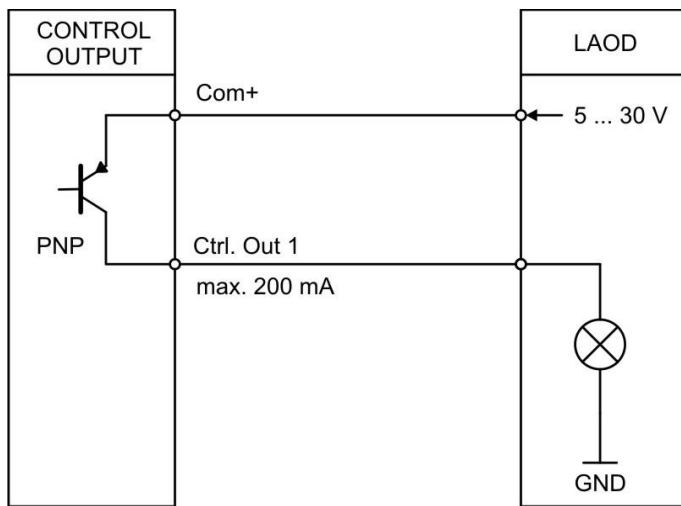 CONTROL
OUTPUT
LAOD
Com+
5 ... 30 V
PNP
Ctrl. Out 1
max. 200 mA
GND